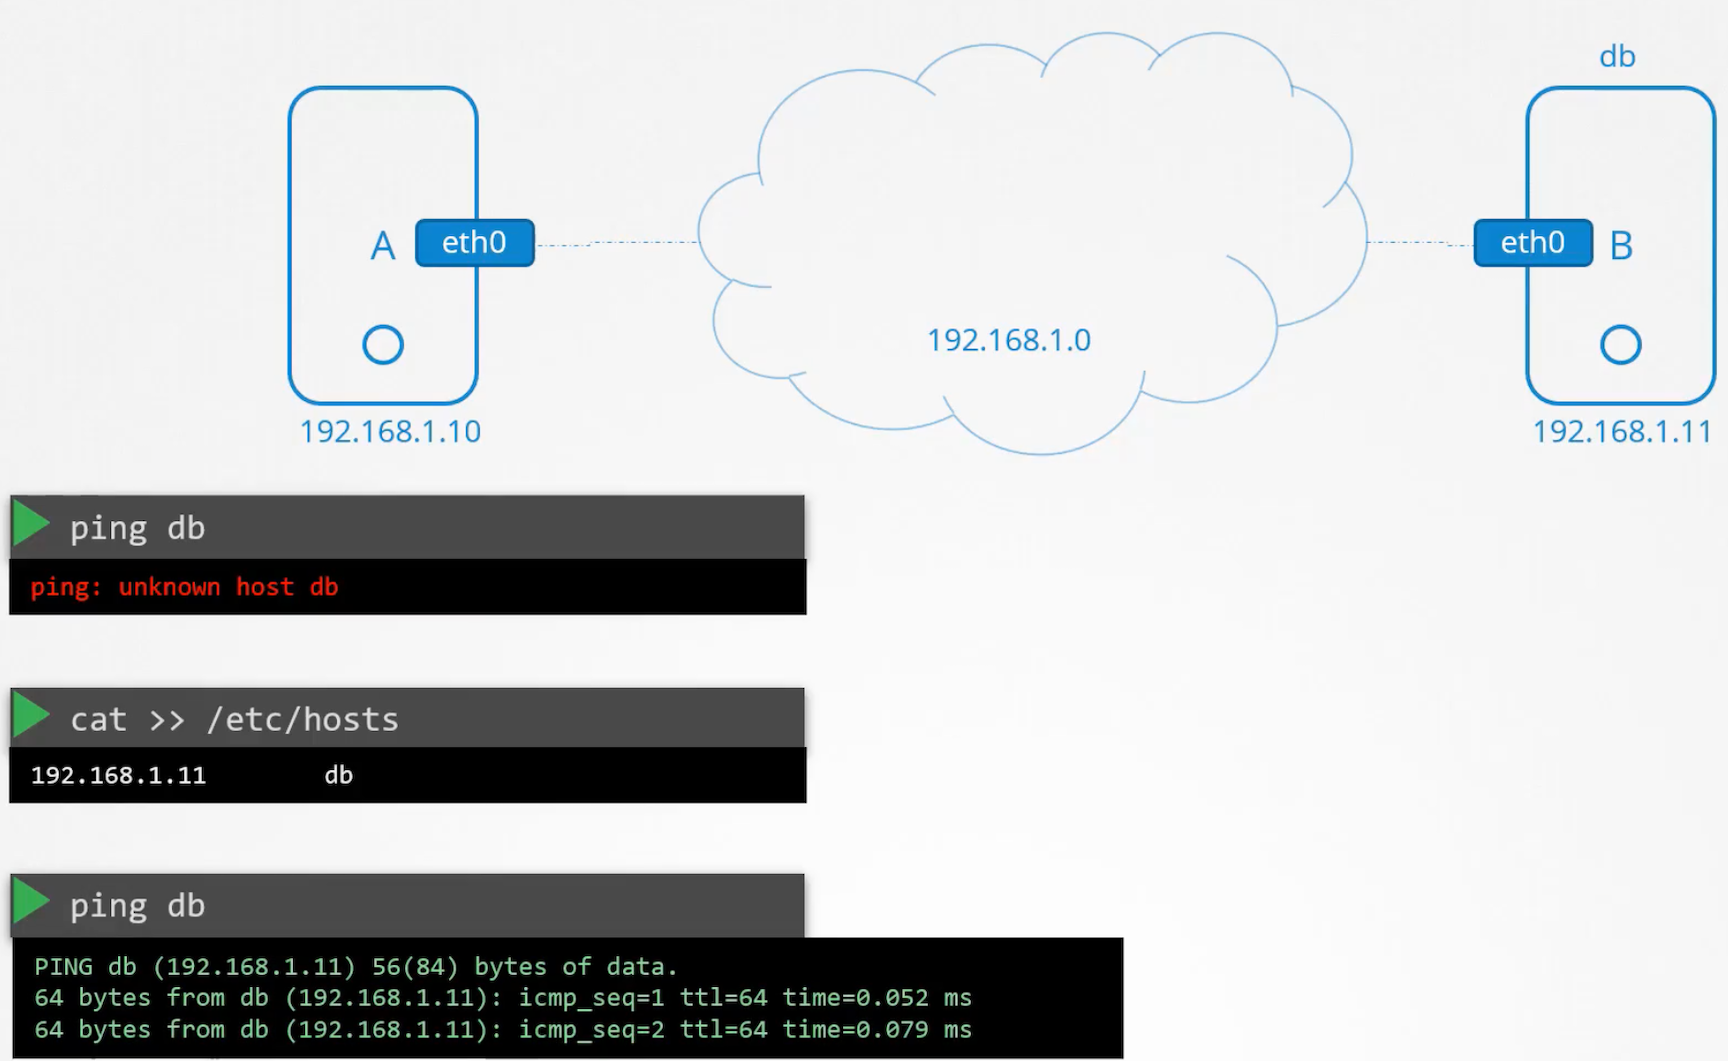 db
A
eth0
eth0
B
192.168.1.0
192.168.1.10
192.168.1.11
ping db
ping: unknown host db
cat >> /etc/hosts
192.168.1.11 db
ping db
PING db (192.168.1.11) 56(84) bytes of data.
64 bytes from db (192.168.1.11): icmp_seq=1 ttl=64 time=0.052 ms
64 bytes from db (192.168.1.11): icmp_seq=2 ttl=64 time=0.079 ms